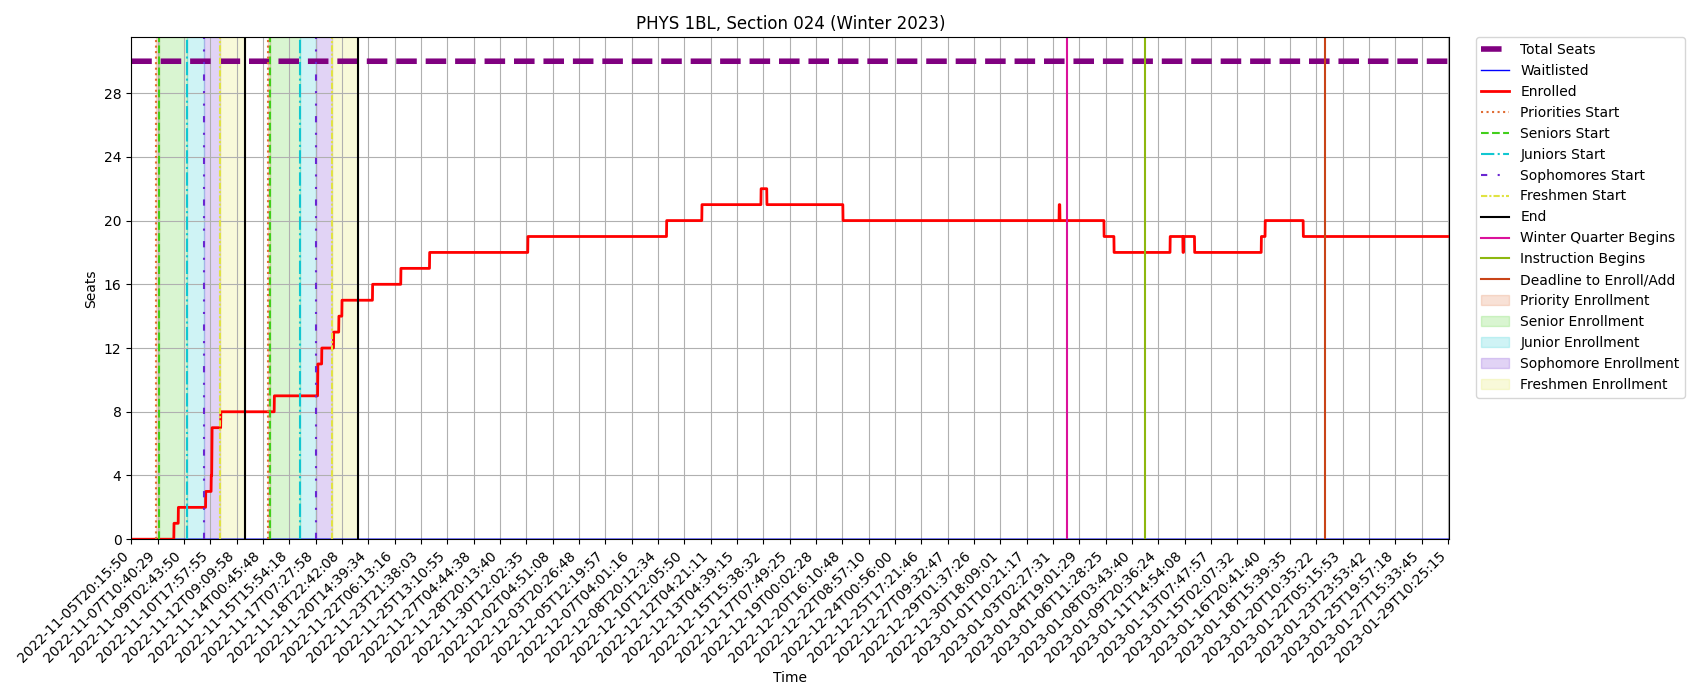 PHYS 1BL, Section 024 (Winter 2023)
Seats
28
24
20
16
12
8
4
0
2022-11-05T20:15:50
2022-11-07T10:40:29
2022-11-09T02:43:50
2022-11-10T17:57:55
2022-11-12T09:09:58
2022-11-14T00:45:48
2022-11-15T15:54:18
2022-11-17T07:27:58
2022-11-18T22:42:08
2022-11-20T14:39:34
2022-11-22T06:13:16
2022-11-23T21:38:03
2022-11-25T13:10:55
2022-11-27T04:44:38
2022-11-28T20:13:40
2022-11-30T12:02:35
2022-12-02T04:51:08
2022-12-03T20:26:48
2022-12-05T12:19:57
2022-12-07T04:01:16
2022-12-08T20:12:34
2022-12-10T12:05:50
2022-12-12T04:21:11
2022-12-13T04:39:15
2022-12-15T15:38:32
2022-12-17T07:49:25
2022-12-19T00:02:28
2022-12-20T16:10:48
2022-12-22T08:57:10
2022-12-24T00:56:00
2022-12-25T17:21:46
2022-12-27T09:32:47
2022-12-29T01:37:26
2022-12-30T18:09:01
2023-01-01T10:21:17
2023-01-03T02:27:31
2023-01-04T19:01:29
2023-01-06T11:28:25
2023-01-08T03:43:40
2023-01-09T20:36:24
2023-01-11T14:54:08
2023-01-13T07:47:57
2023-01-15T02:07:32
2023-01-16T20:41:40
2023-01-18T15:39:35
2023-01-20T10:35:22
2023-01-22T05:15:53
2023-01-23T23:53:42
2023-01-25T19:57:18
2023-01-27T15:33:45
2023-01-29T10:25:15
Time
Total Seats
Waitlisted
Enrolled
Priorities Start
Seniors Start
Juniors Start
Sophomores Start
Freshmen Start
End
Winter Quarter Begins
Instruction Begins
Deadline to Enroll/Add
Priority Enrollment
Senior Enrollment
Junior Enrollment
Sophomore Enrollment
Freshmen Enrollment